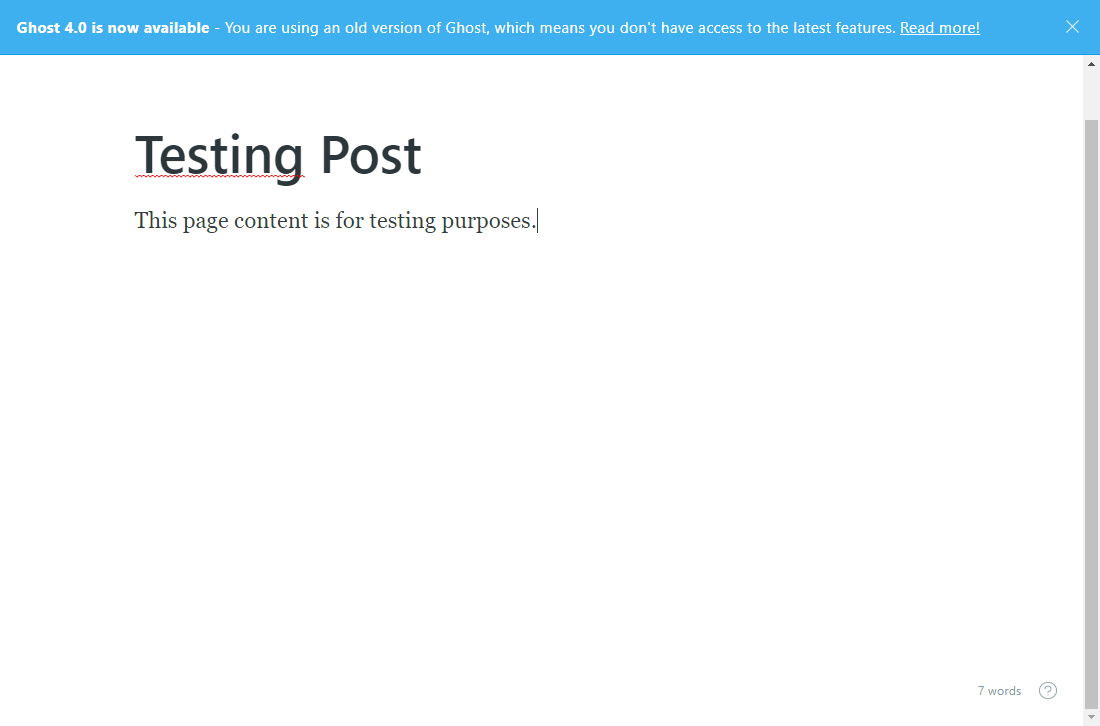 Ghost 4.0 is now available - You are using an old version of Ghost, which means you don't have access to the latest features. Read more!
Testing Post
This page content is for testing purposes.
7 words